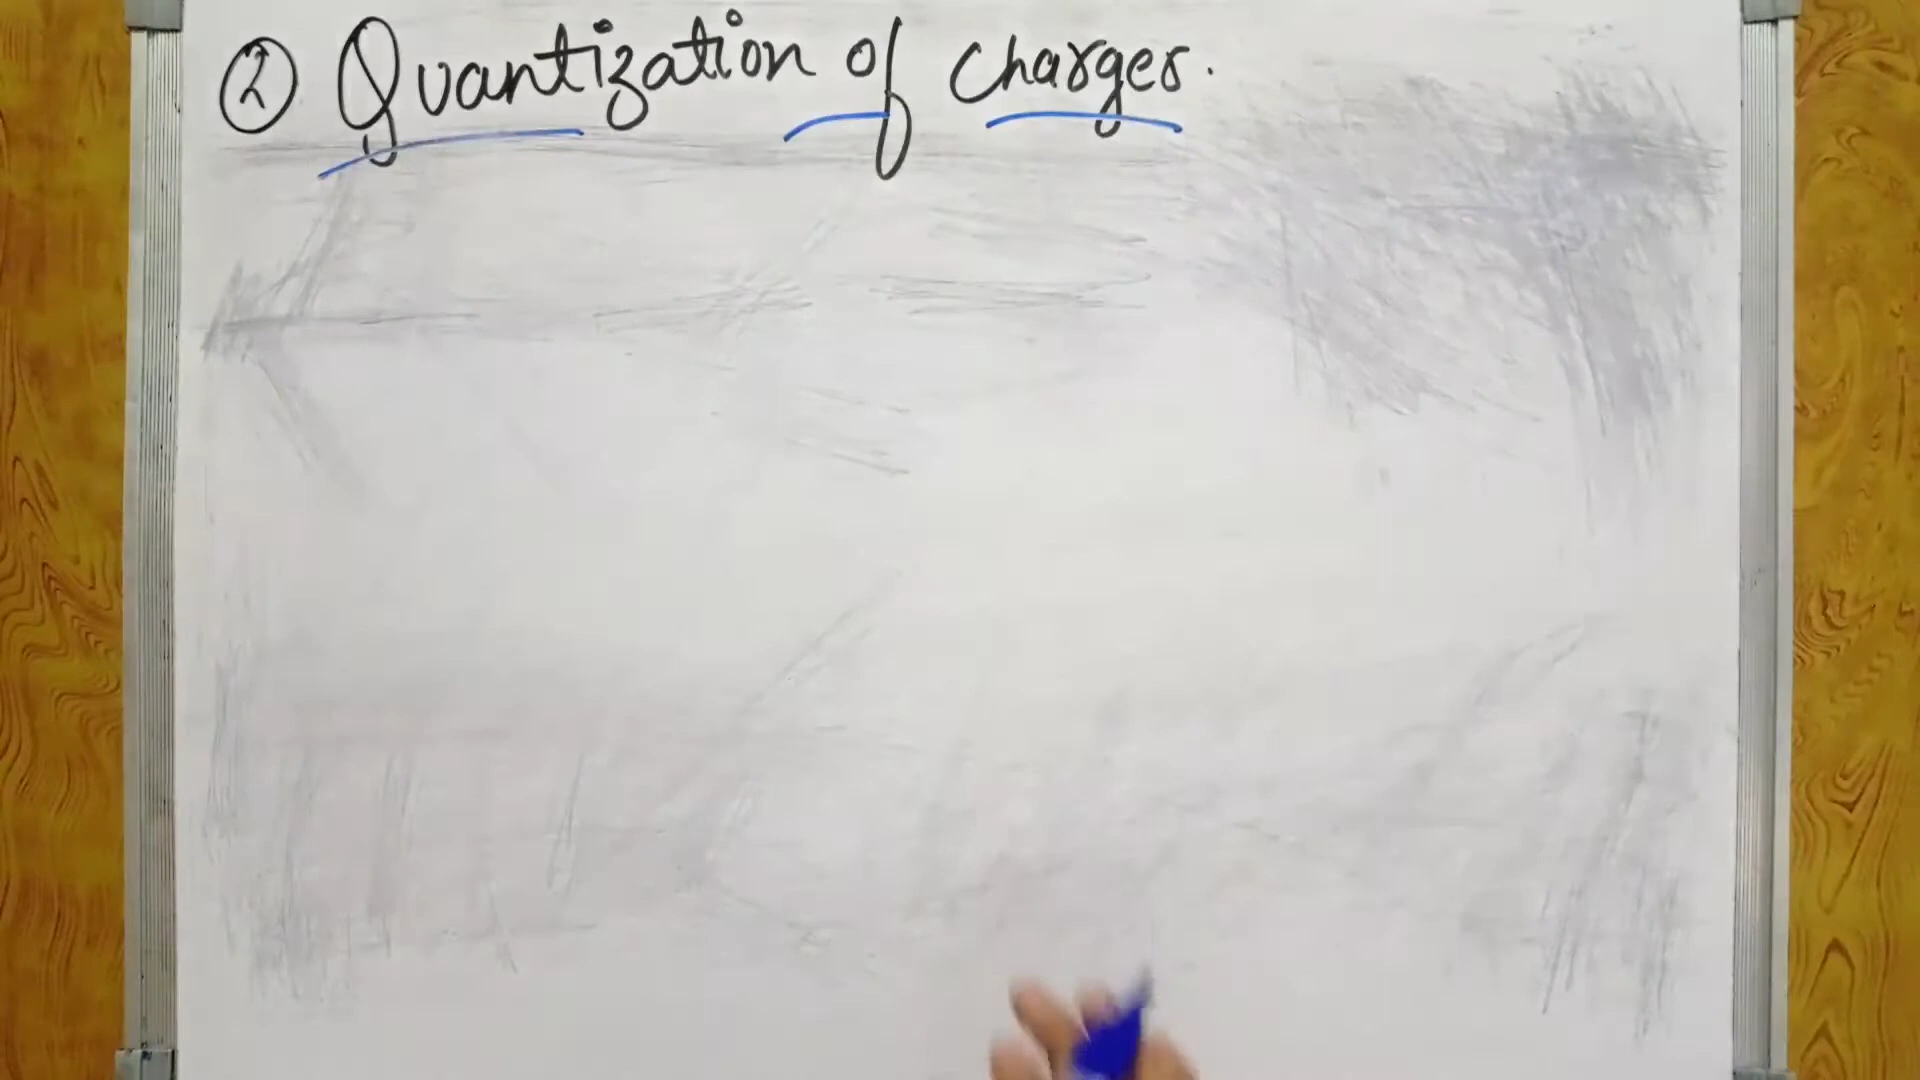 ② Quantization of charges.